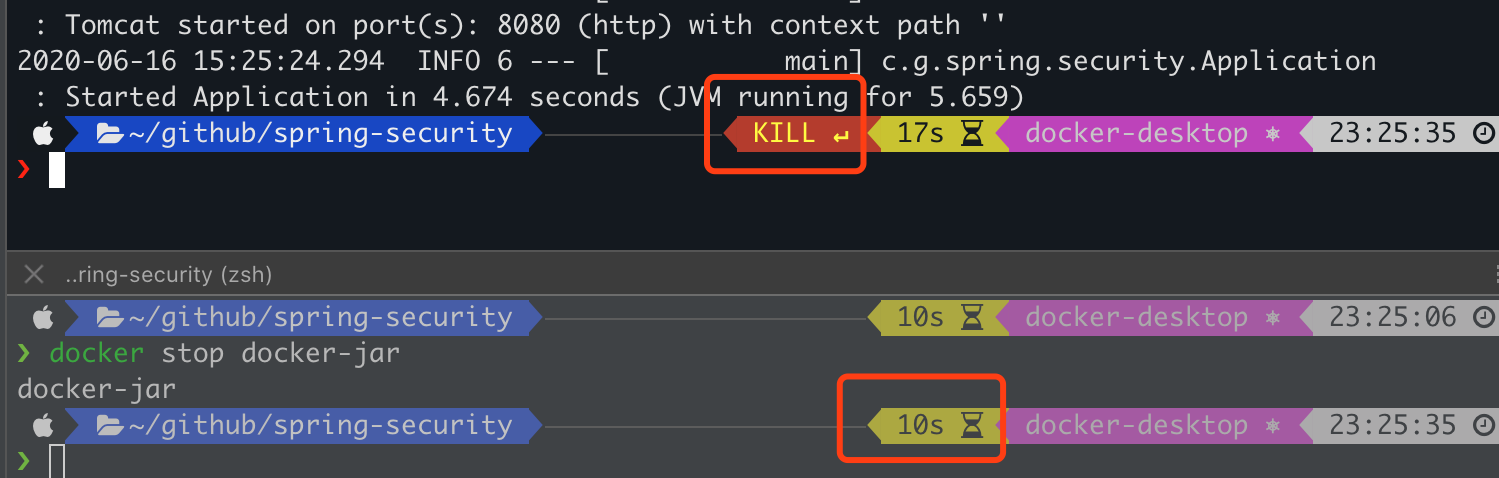 : Tomcat started on port(s): 8080 (http) with context path ''
2020-06-16 15:25:24.294  INFO 6 --- [           main] c.g.spring.security.Application
: Started Application in 4.674 seconds (JVM running for 5.659)
~/github/spring-security KILL ↵ 17s docker-desktop ⎈ 23:25:35
❯
..ring-security (zsh)
~/github/spring-security 10s docker-desktop ⎈ 23:25:06
❯ docker stop docker-jar
docker-jar
~/github/spring-security 10s docker-desktop ⎈ 23:25:35
❯